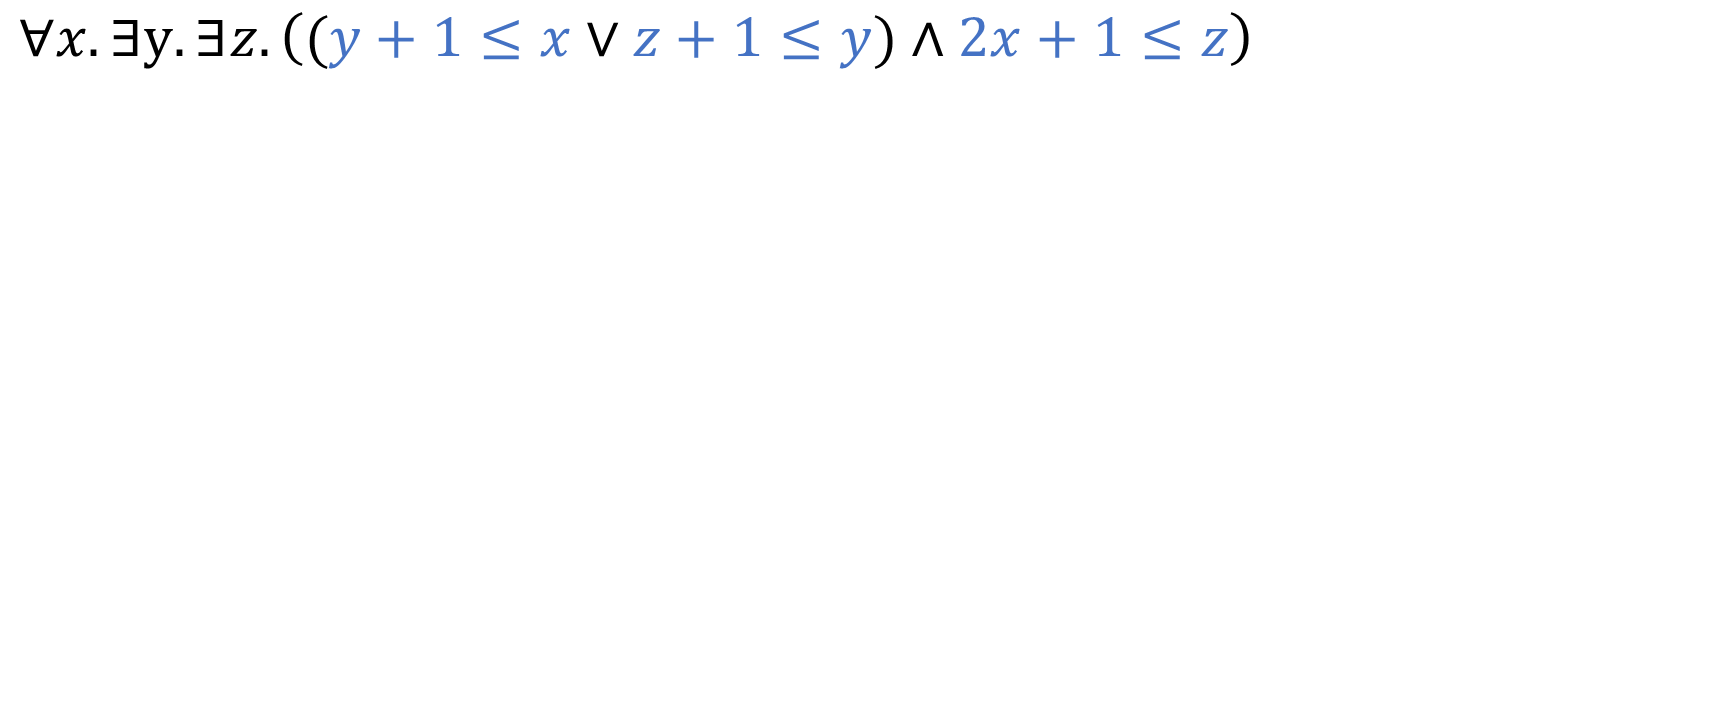 ∀x. ∃y. ∃z. ((y + 1 ≤ x ∨ z + 1 ≤ y) ∧ 2x + 1 ≤ z)